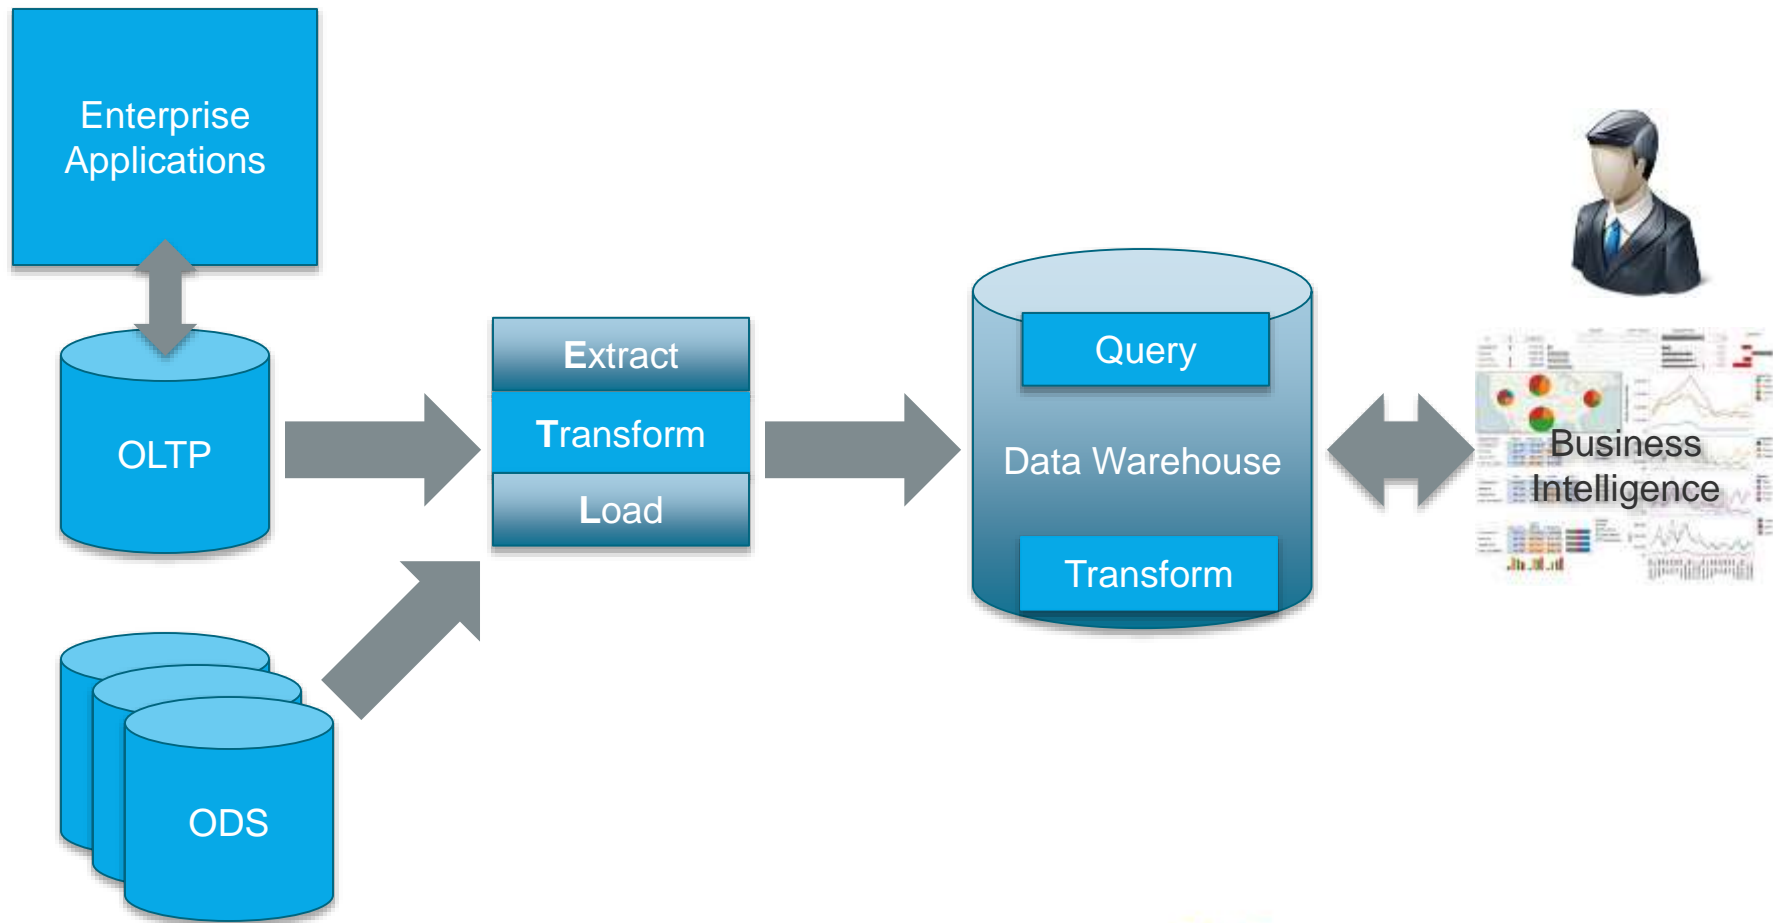 Enterprise
Applications
OLTP
ODS
Extract
Transform
Load
Query
Data Warehouse
Transform
Business
Intelligence